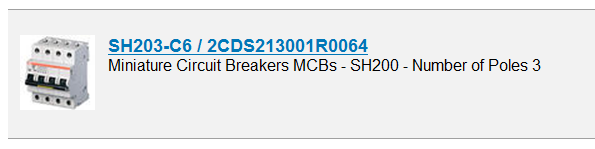 SH203-C6 / 2CDS213001R0064
Miniature Circuit Breakers MCBs - SH200 - Number of Poles 3